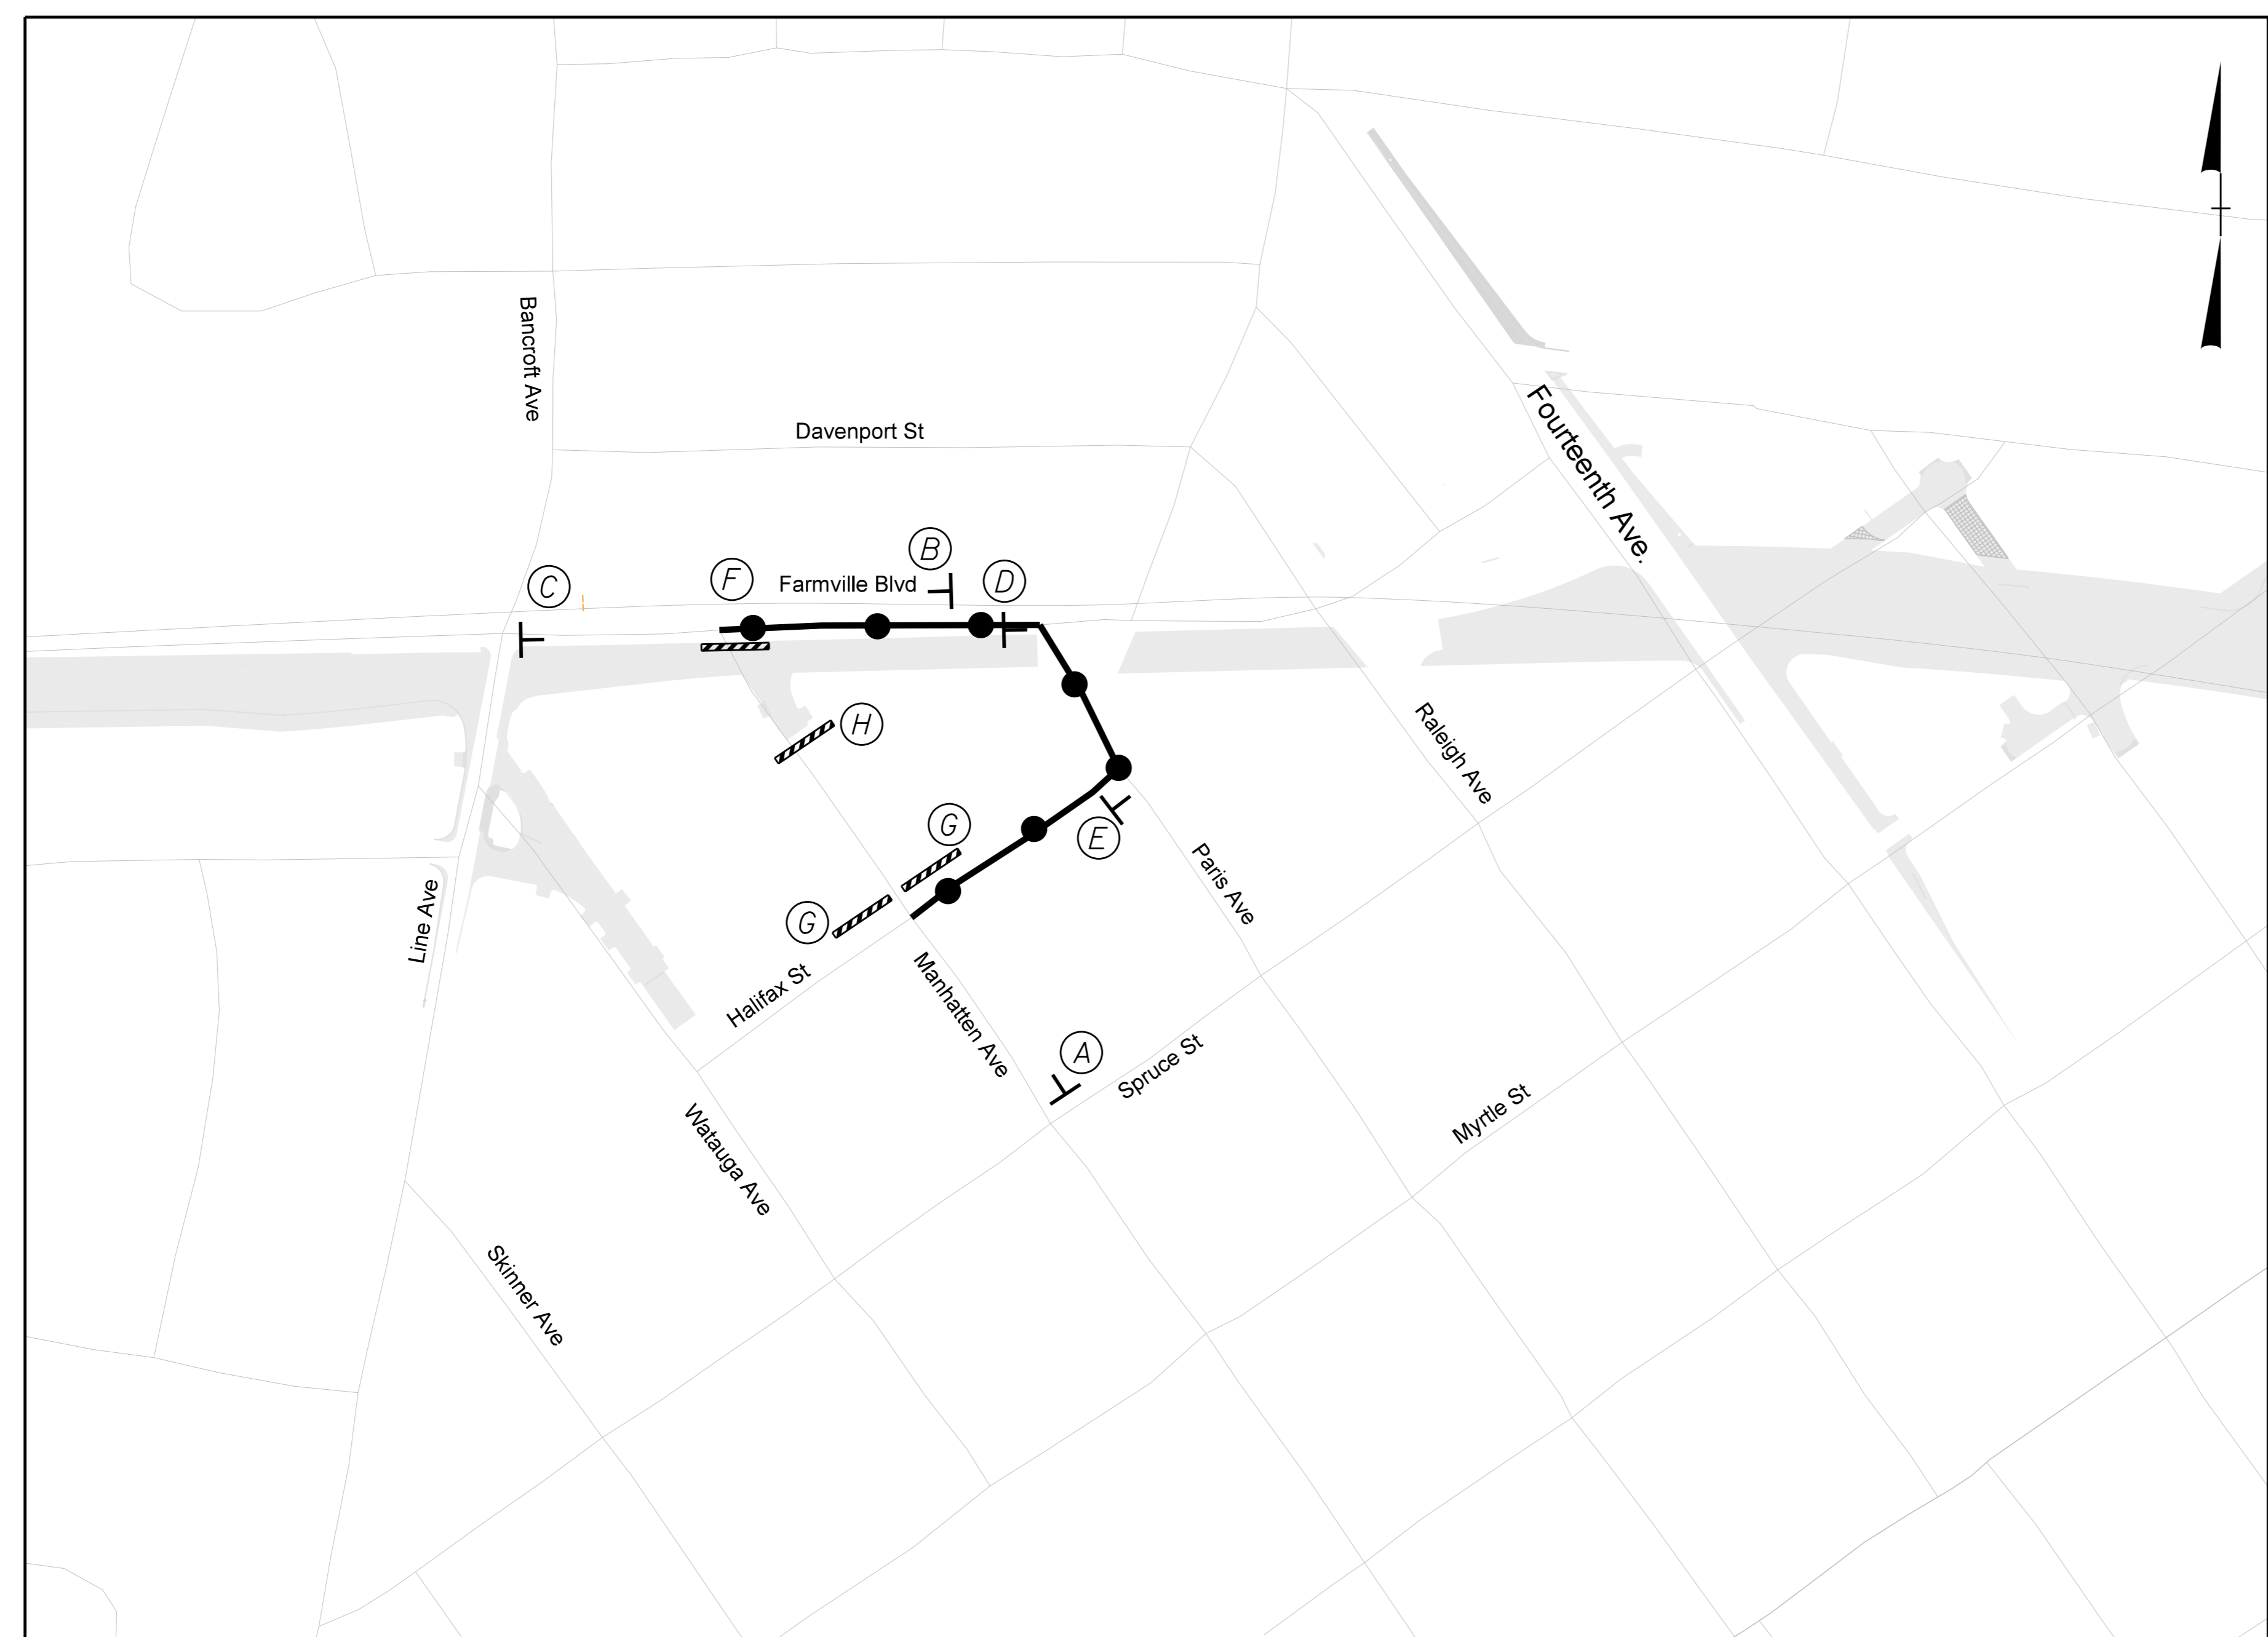 Bancroft Ave
Fourteenth Ave.
Davenport St
B
F
Farmville Blvd
D
C
H
Raleigh Ave
G
E
Paris Ave
Line Ave
G
Halifax St
Manhatten Ave
A
Spruce St
Watauga Ave
Myrtle St
Skinner Ave